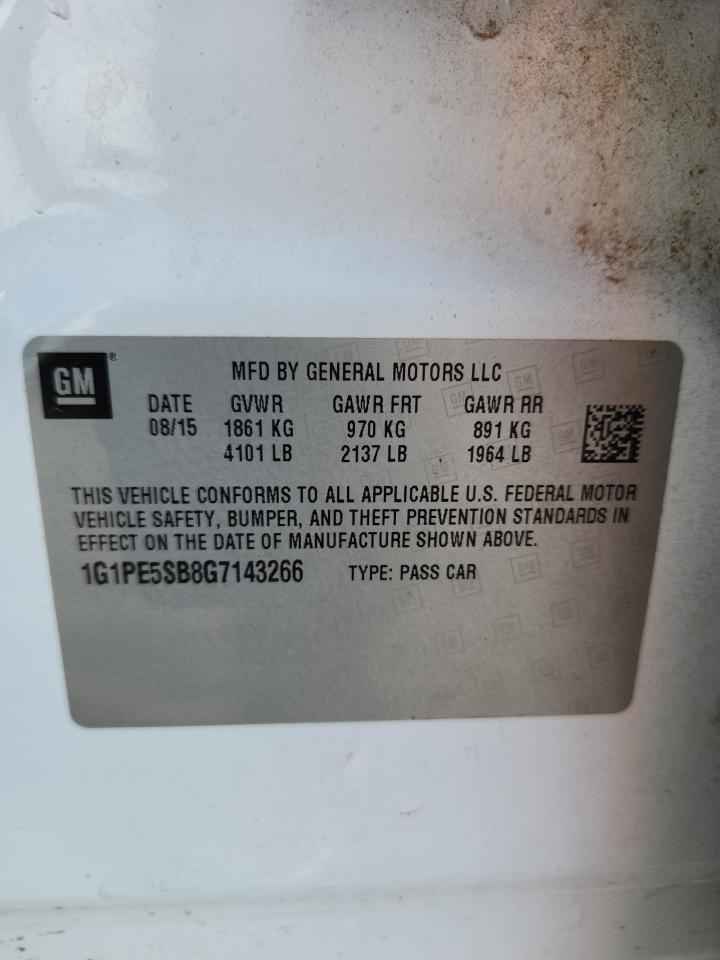 GM ®
MFD BY GENERAL MOTORS LLC
DATE GVWR GAWR FRT GAWR RR
08/15 1861 KG 970 KG 891 KG
4101 LB 2137 LB 1964 LB
THIS VEHICLE CONFORMS TO ALL APPLICABLE U.S. FEDERAL MOTOR
VEHICLE SAFETY, BUMPER, AND THEFT PREVENTION STANDARDS IN
EFFECT ON THE DATE OF MANUFACTURE SHOWN ABOVE.
1G1PE5SB8G7143266 TYPE: PASS CAR